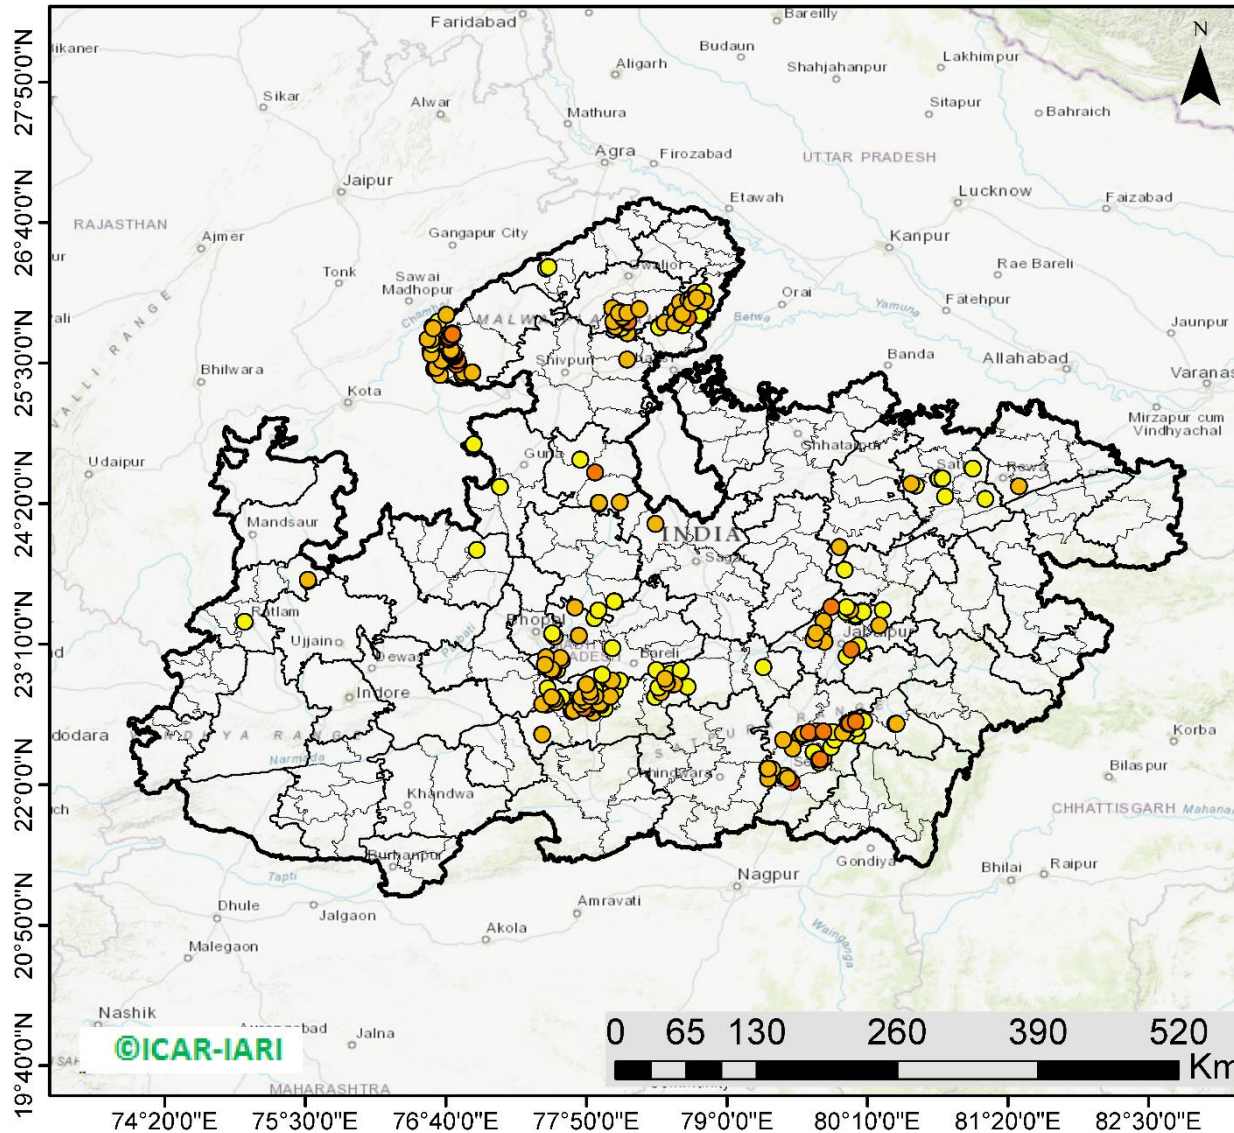 Faridabad
Bareilly
N
Bikaner
Budaun
Lakhimpur
Aligarh
Shahjahanpur
27°50'0"N
Sikar
Alwar
Mathura
Sitapur
Bahraich
Agra
Firozabad
UTTAR PRADESH
Jaipur
Etawah
Lucknow
Faizabad
26°40'0"N
RAJASTHAN
Ajmer
Gangapur City
Kanpur
Tonk
Sawai
Madhopur
Rae Bareli
Orai
Fatehpur
Chambal
Yamuna
Betwa
Jaunpur
25°30'0"N
Shivpuri
Banda
Allahabad
Bhilwara
Varanas
Kota
Mirzapur cum
Vindhyachal
Udaipur
Guna
24°20'0"N
Mandsaur
INDIA
Sagar
Ratlam
Bhopal
Jabalpur
23°10'0"N
Ujjain
Dewas
Bareli
Indore
Korba
Narmada
SATPURA RANGE
Chhindwara
Bilaspur
22°0'0"N
Khandwa
CHHATTISGARH
Mahana
Burhanpur
Gondiya
Bhilai
Raipur
Tapti
Nagpur
Dhule
Jalgaon
Amravati
20°50'0"N
Akola
Wainganga
Malegaon
Nashik
Jalna
©ICAR-IARI
0 65 130 260 390 520
Km
19°40'0"N
MAHARASHTRA
74°20'0"E 75°30'0"E 76°40'0"E 77°50'0"E 79°0'0"E 80°10'0"E 81°20'0"E 82°30'0"E